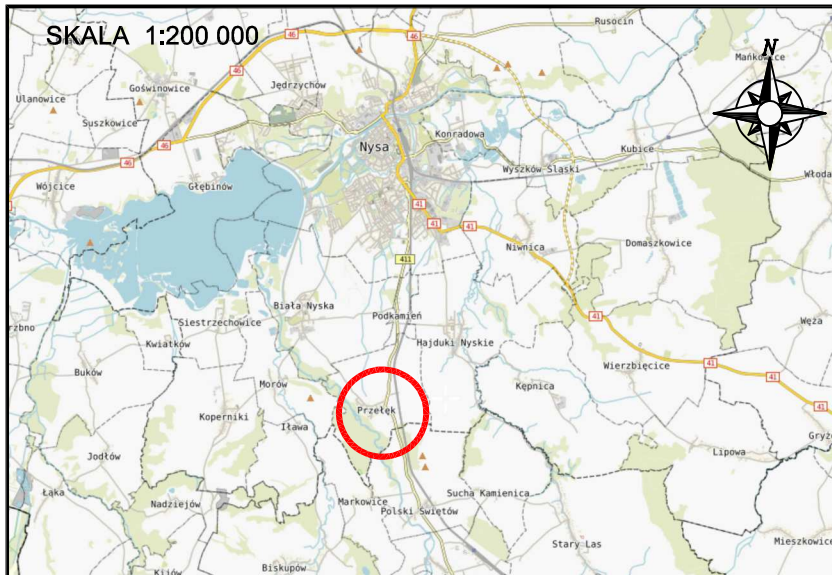 SKALA 1:200 000
46
46
Rusocin
N
Mańkowice
46
Goświnowice
Jędrzychów
Ulanowice
Suszkowice
Konradowa
46
Nysa
Kubice
46
Wyszków Śląski
Wójcice
Głębinów
Włoda
41
41
41
Niwnica
Domaszkowice
411
Biała Nyska
Podkamień
41
Węża
rzbno
Siestrzechowice
Kwiatków
Hajduki Nyskie
Wierzbięcice
41
Buków
Morów
Kępnica
41
Przełęk
41
Koperniki
Iława
Gryżo
Jodłów
Lipowa
Łąka
Nadziejów
Markowice
Sucha Kamienica
Polski Świętów
Stary Las
Mieszkowice
Kijów
Biskupów